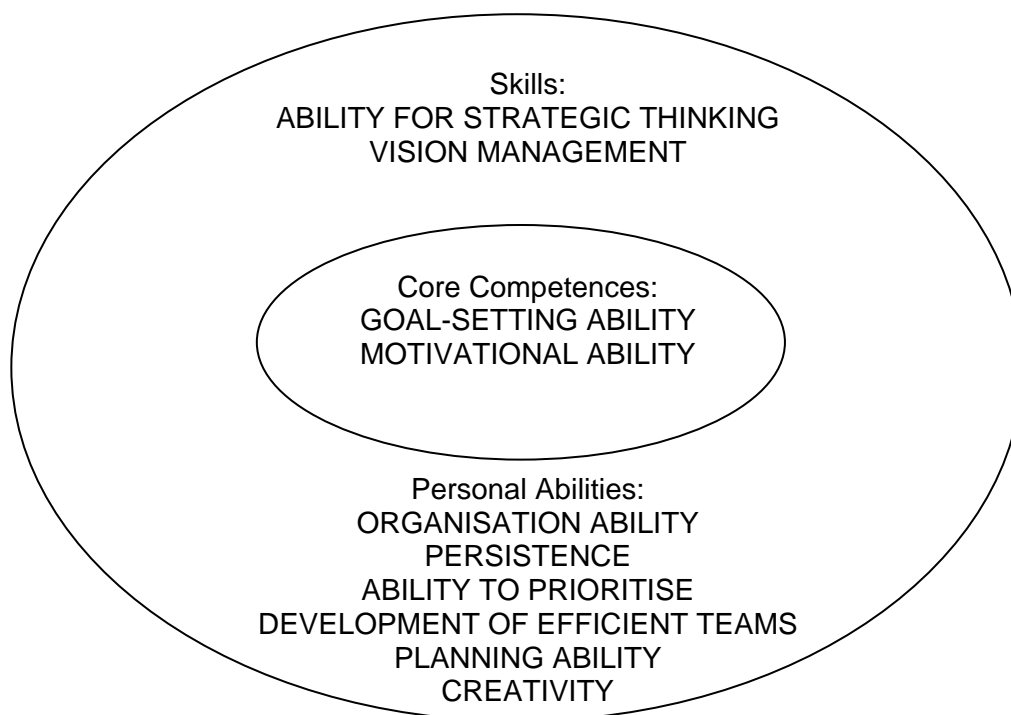 Skills:
ABILITY FOR STRATEGIC THINKING
VISION MANAGEMENT
Core Competences:
GOAL-SETTING ABILITY
MOTIVATIONAL ABILITY
Personal Abilities:
ORGANISATION ABILITY
PERSISTENCE
ABILITY TO PRIORITISE
DEVELOPMENT OF EFFICIENT TEAMS
PLANNING ABILITY
CREATIVITY